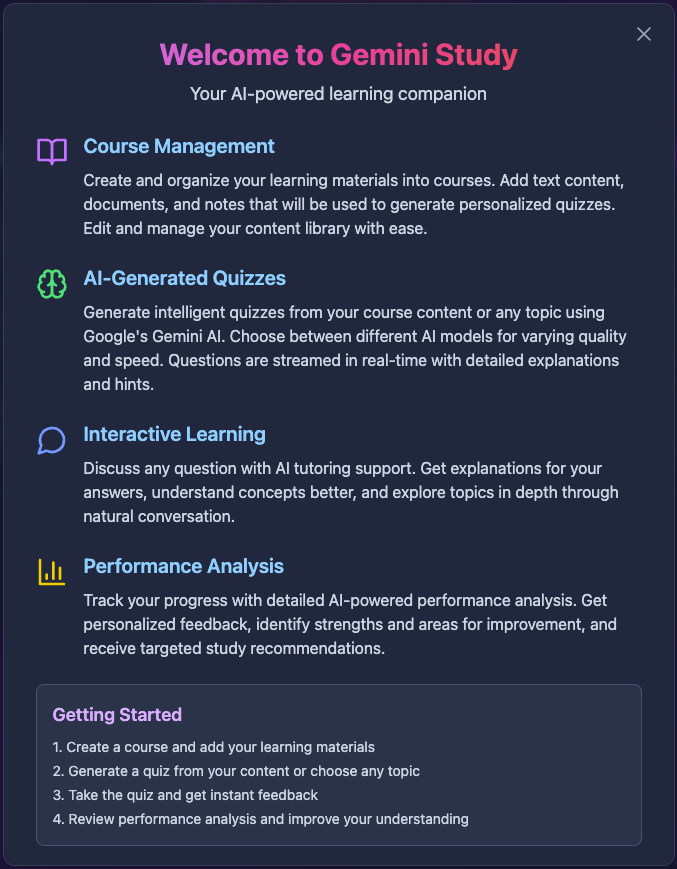 Welcome to Gemini Study
Your AI-powered learning companion
Course Management
Create and organize your learning materials into courses. Add text content,
documents, and notes that will be used to generate personalized quizzes.
Edit and manage your content library with ease.
AI-Generated Quizzes
Generate intelligent quizzes from your course content or any topic using
Google's Gemini AI. Choose between different AI models for varying quality
and speed. Questions are streamed in real-time with detailed explanations
and hints.
Interactive Learning
Discuss any question with AI tutoring support. Get explanations for your
answers, understand concepts better, and explore topics in depth through
natural conversation.
Performance Analysis
Track your progress with detailed AI-powered performance analysis. Get
personalized feedback, identify strengths and areas for improvement, and
receive targeted study recommendations.
Getting Started
1. Create a course and add your learning materials
2. Generate a quiz from your content or choose any topic
3. Take the quiz and get instant feedback
4. Review performance analysis and improve your understanding